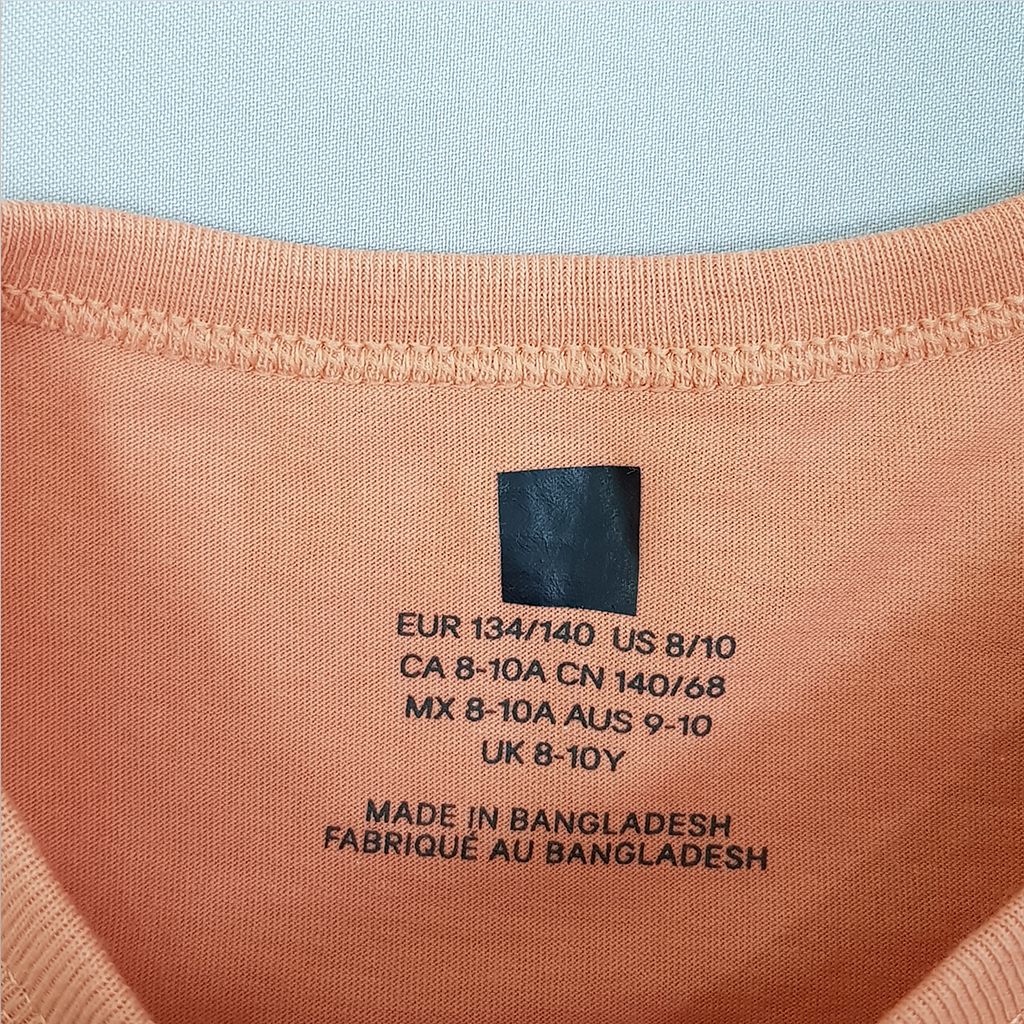 EUR 134/140 US 8/10
CA 8-10A CN 140/68
MX 8-10A AUS 9-10
UK 8-10Y
MADE IN BANGLADESH
FABRIQUÉ AU BANGLADESH